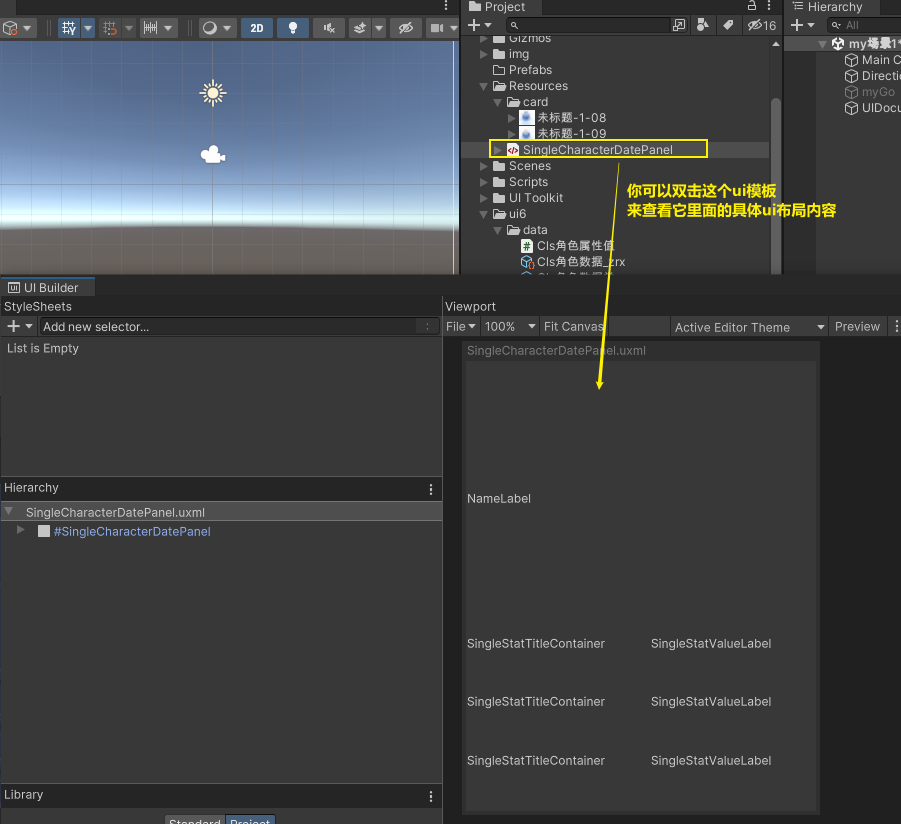 Project
Hierarchy
2D
16
All
Gizmos
img
Prefabs
Resources
card
未标题-1-08
未标题-1-09
SingleCharacterDatePanel
Scenes
Scripts
UI Toolkit
ui6
data
Cls角色属性值
Cls角色数据_zrx
my场景1*
Main C
Directi
myGo
UIDocu
你可以双击这个ui模板
来查看它里面的具体ui布局内容
UI Builder
StyleSheets
Add new selector...
List is Empty
Viewport
File
100%
Fit Canvas
Active Editor Theme
Preview
SingleCharacterDatePanel.uxml
NameLabel
SingleStatTitleContainer
SingleStatValueLabel
SingleStatTitleContainer
SingleStatValueLabel
SingleStatTitleContainer
SingleStatValueLabel
Hierarchy
SingleCharacterDatePanel.uxml
#SingleCharacterDatePanel
Library
Standard
Project